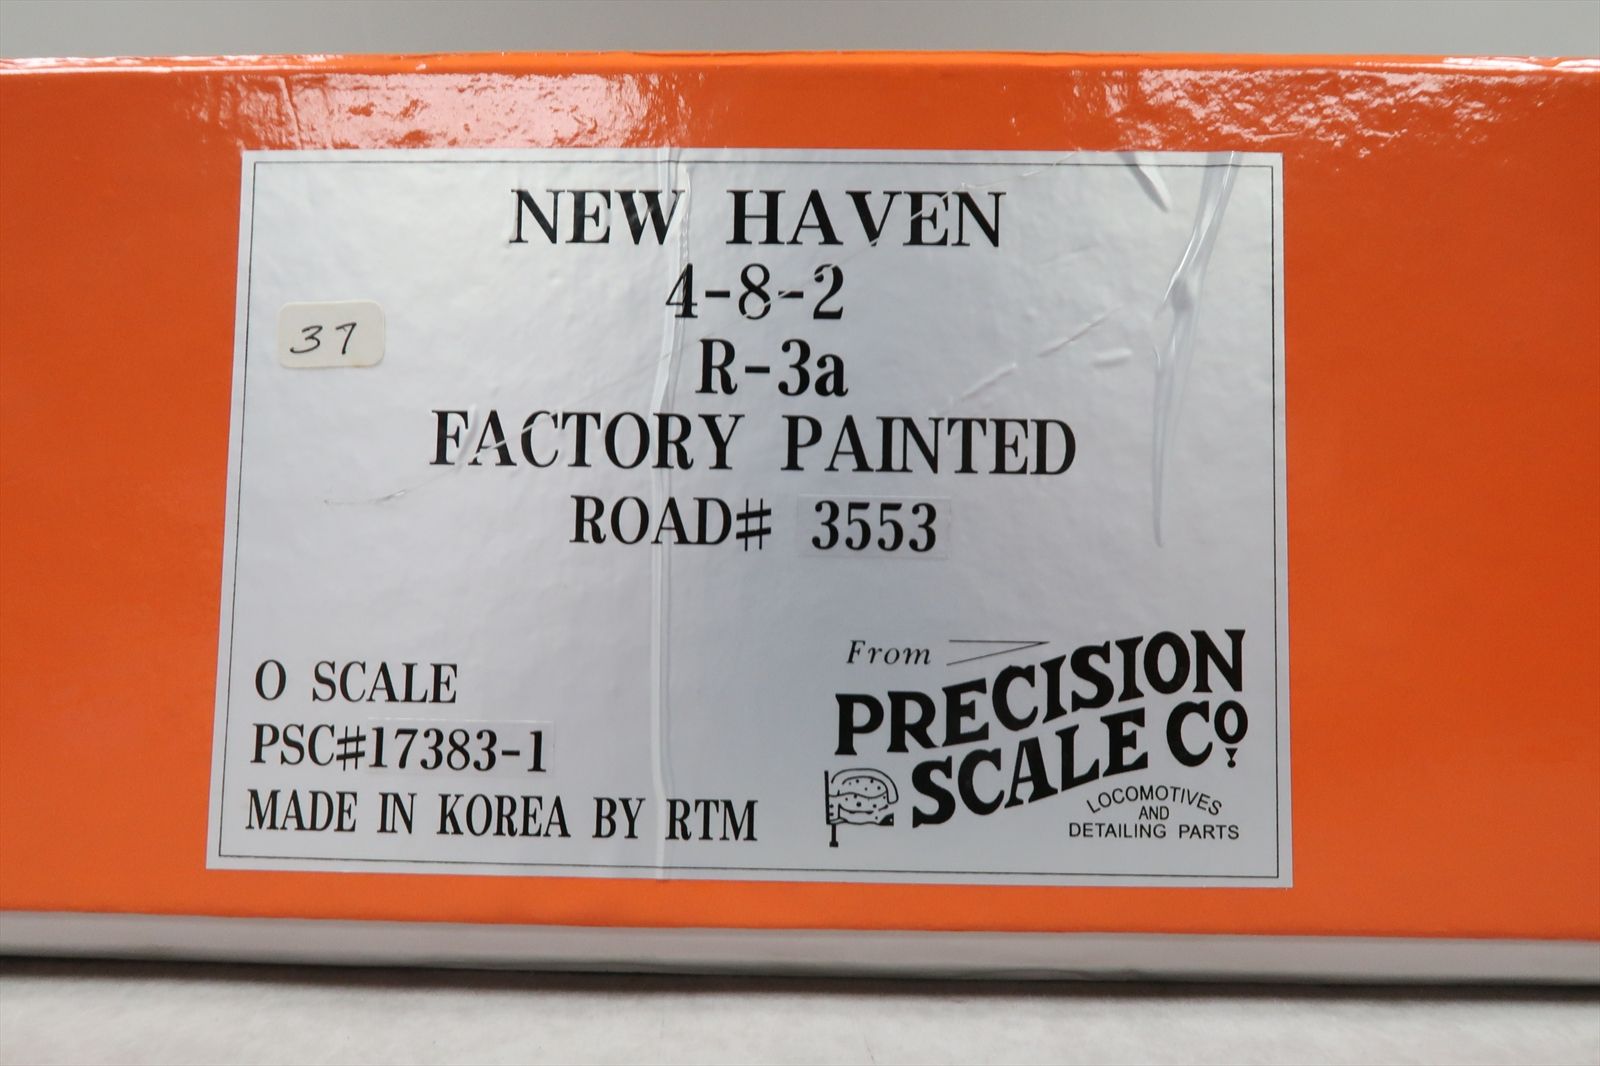 NEW HAVEN
4-8-2
R-3a
FACTORY PAINTED
ROAD# 3553
37
O SCALE
PSC#17383-1
MADE IN KOREA BY RTM
From
PRECISION
SCALE Co
LOCOMOTIVES
AND
DETAILING PARTS